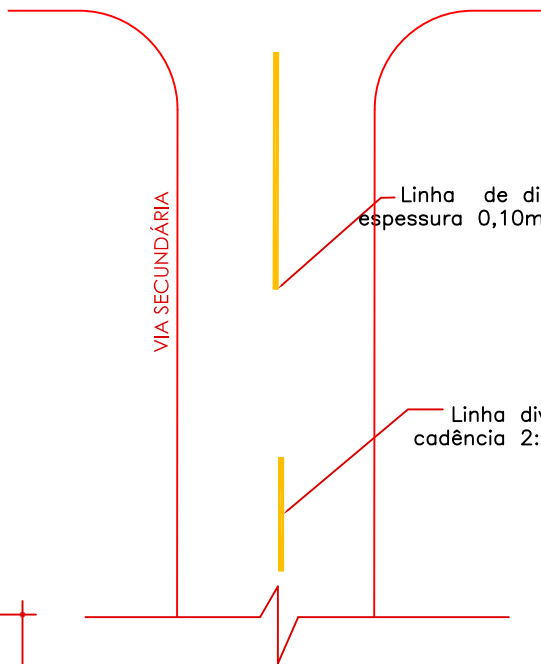 VIA SECUNDÁRIA
Linha de di
espessura 0,10m
Linha div
cadência 2: